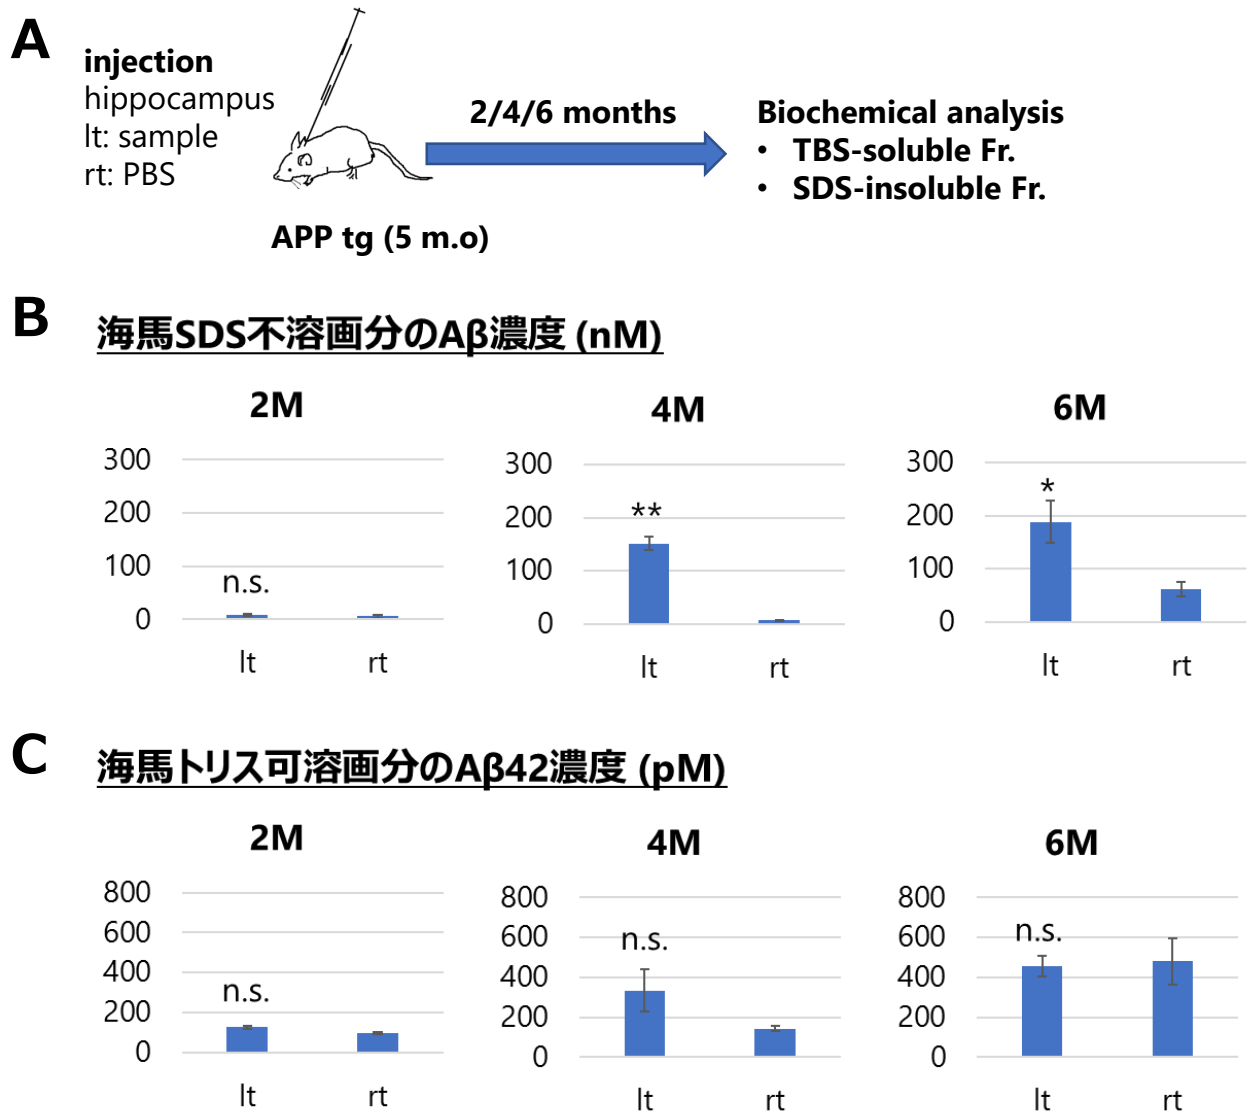 A
injection
hippocampus
lt: sample
rt: PBS
2/4/6 months
Biochemical analysis
• TBS-soluble Fr.
• SDS-insoluble Fr.
APP tg (5 m.o)
B
海馬SDS不溶画分のAβ濃度 (nM)
2M
300
200
100
0
n.s.
lt rt
4M
300
200
100
0
**
lt rt
6M
300
200
100
0
*
lt rt
C
海馬トリス可溶画分のAβ42濃度 (pM)
2M
800
600
400
200
0
n.s.
lt rt
4M
800
600
400
200
0
n.s.
lt rt
6M
800
600
400
200
0
n.s.
lt rt